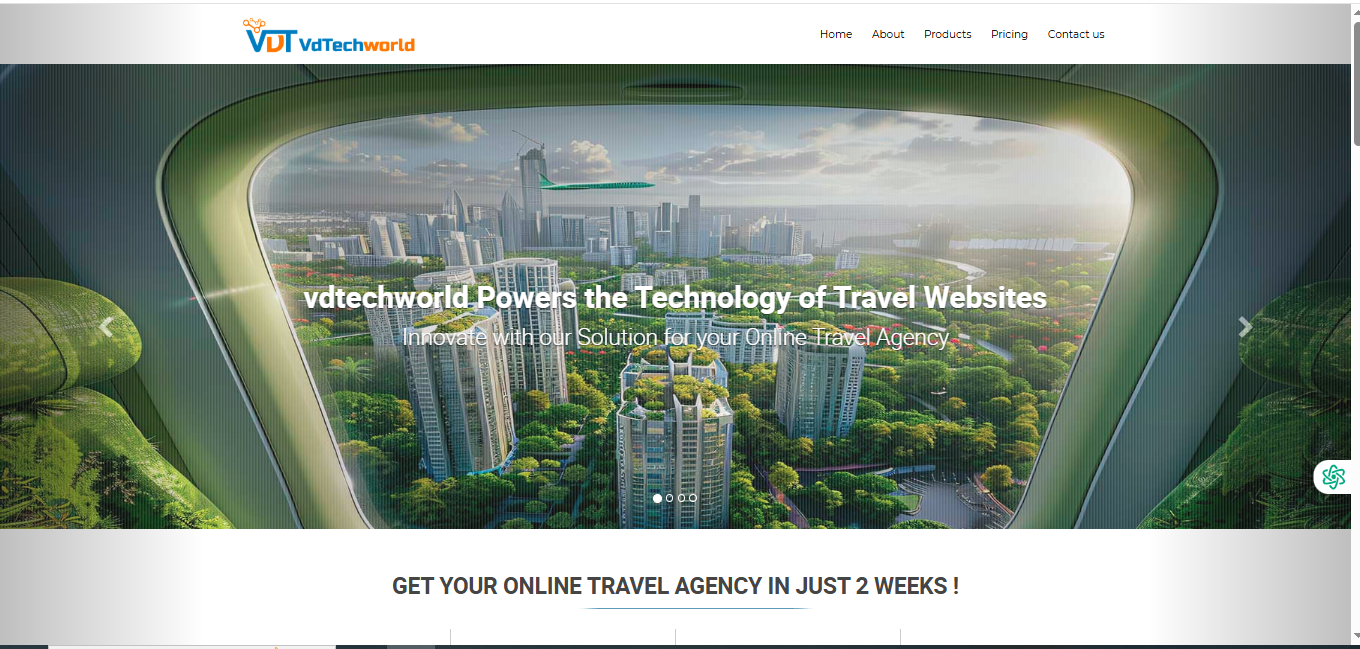 VDT VdTechworld
Home About Products Pricing Contact us
vdtechworld Powers the Technology of Travel Websites
Innovate with our Solution for your Online Travel Agency
GET YOUR ONLINE TRAVEL AGENCY IN JUST 2 WEEKS !